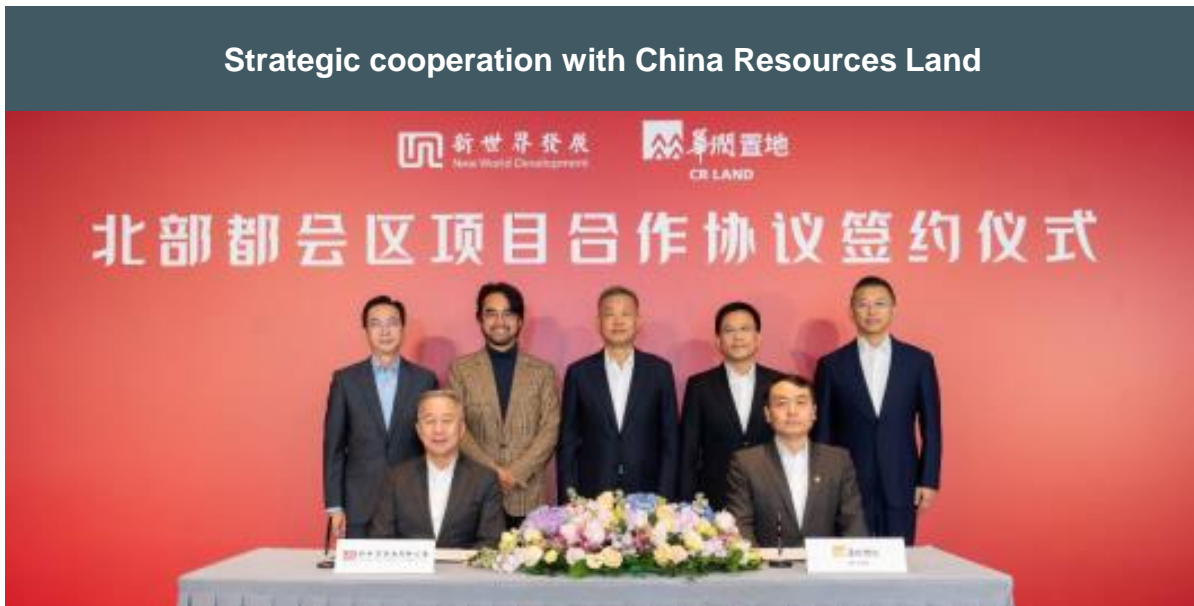 Strategic cooperation with China Resources Land
新世界發展
New World Development
華潤置地
CR LAND
北部都会区项目合作协议签约仪式